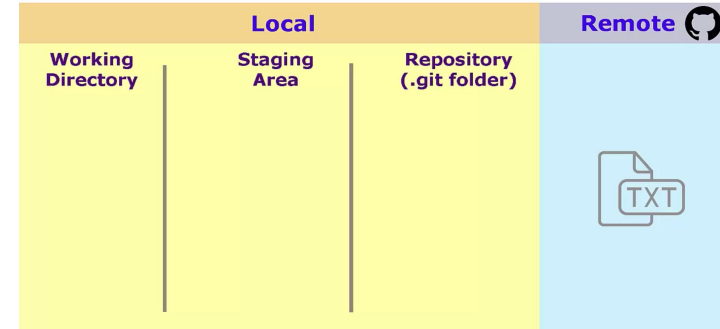 Local
Remote
Working
Directory
Staging
Area
Repository
(.git folder)
TXT